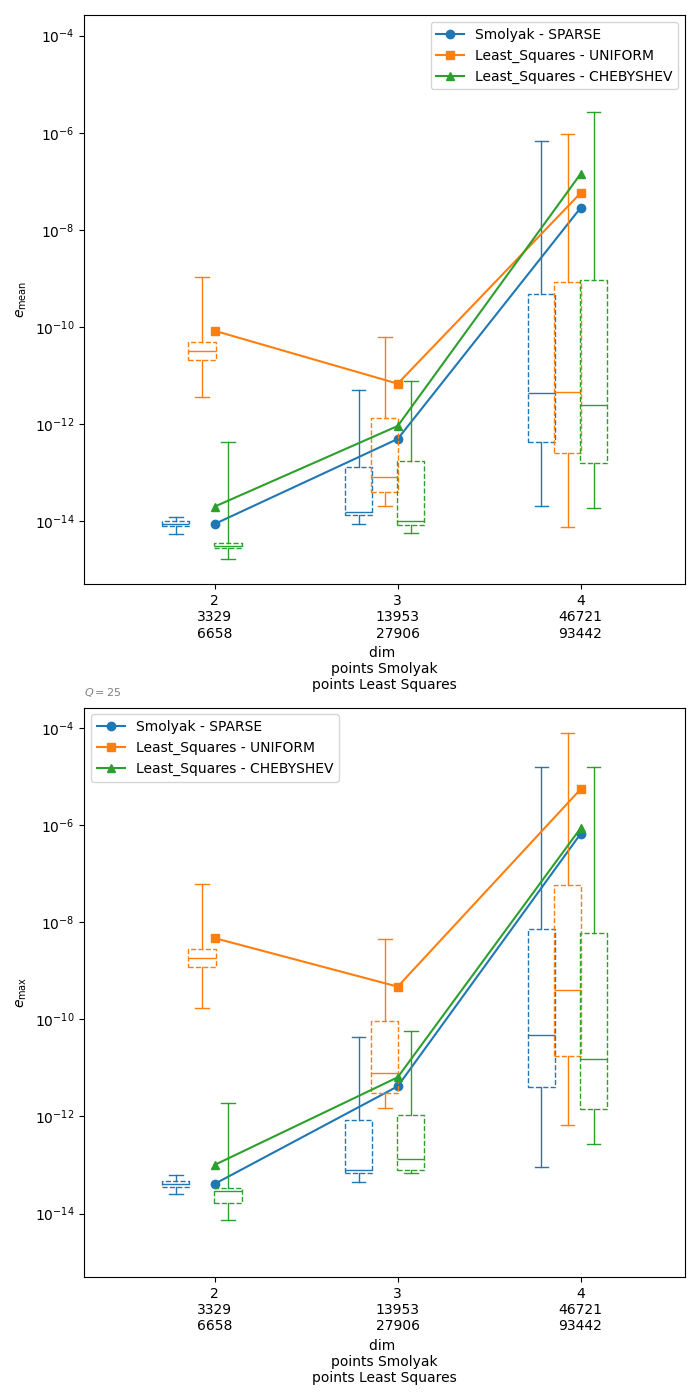 10⁻⁴
10⁻⁶
10⁻⁸
10⁻¹⁰
10⁻¹²
10⁻¹⁴
e_mean
Smolyak - SPARSE
Least_Squares - UNIFORM
Least_Squares - CHEBYSHEV
2 3 4
3329 13953 46721
6658 27906 93442
dim
points Smolyak
points Least Squares
Q = 25
10⁻⁴
10⁻⁶
10⁻⁸
10⁻¹⁰
10⁻¹²
10⁻¹⁴
e_max
Smolyak - SPARSE
Least_Squares - UNIFORM
Least_Squares - CHEBYSHEV
2 3 4
3329 13953 46721
6658 27906 93442
dim
points Smolyak
points Least Squares